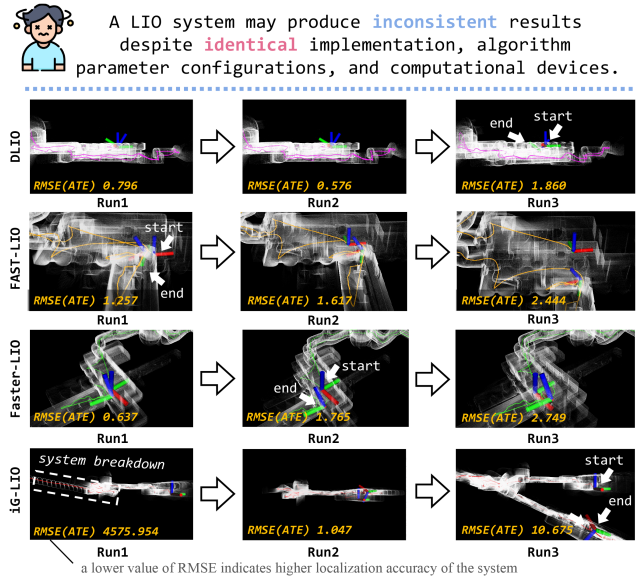 A LIO system may produce inconsistent results
despite identical implementation, algorithm
parameter configurations, and computational devices.
DLIO
RMSE(ATE) 0.796
Run1
RMSE(ATE) 0.576
Run2
end
start
RMSE(ATE) 1.860
Run3
FAST-LIO
start
end
RMSE(ATE) 1.257
Run1
RMSE(ATE) 1.617
Run2
RMSE(ATE) 2.444
Run3
Faster-LIO
RMSE(ATE) 0.637
Run1
start
end
RMSE(ATE) 1.765
Run2
RMSE(ATE) 2.749
Run3
iG-LIO
system breakdown
RMSE(ATE) 4575.954
Run1
RMSE(ATE) 1.047
Run2
start
end
RMSE(ATE) 10.675
Run3
a lower value of RMSE indicates higher localization accuracy of the system